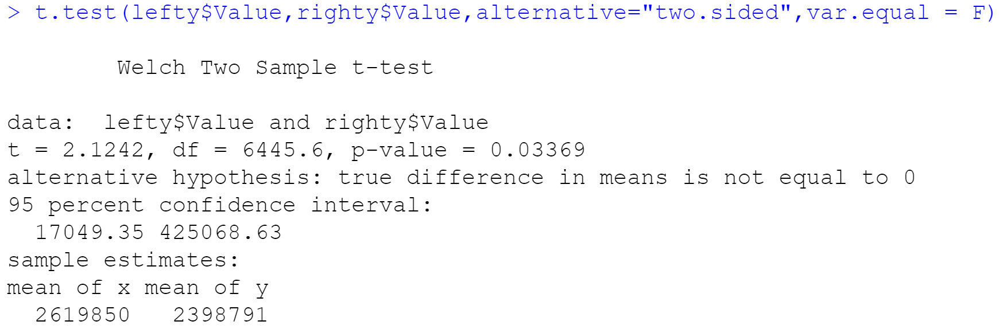 > t.test(lefty$Value,righty$Value,alternative="two.sided",var.equal = F)
Welch Two Sample t-test
data:  lefty$Value and righty$Value
t = 2.1242, df = 6445.6, p-value = 0.03369
alternative hypothesis: true difference in means is not equal to 0
95 percent confidence interval:
17049.35 425068.63
sample estimates:
mean of x mean of y
2619850   2398791